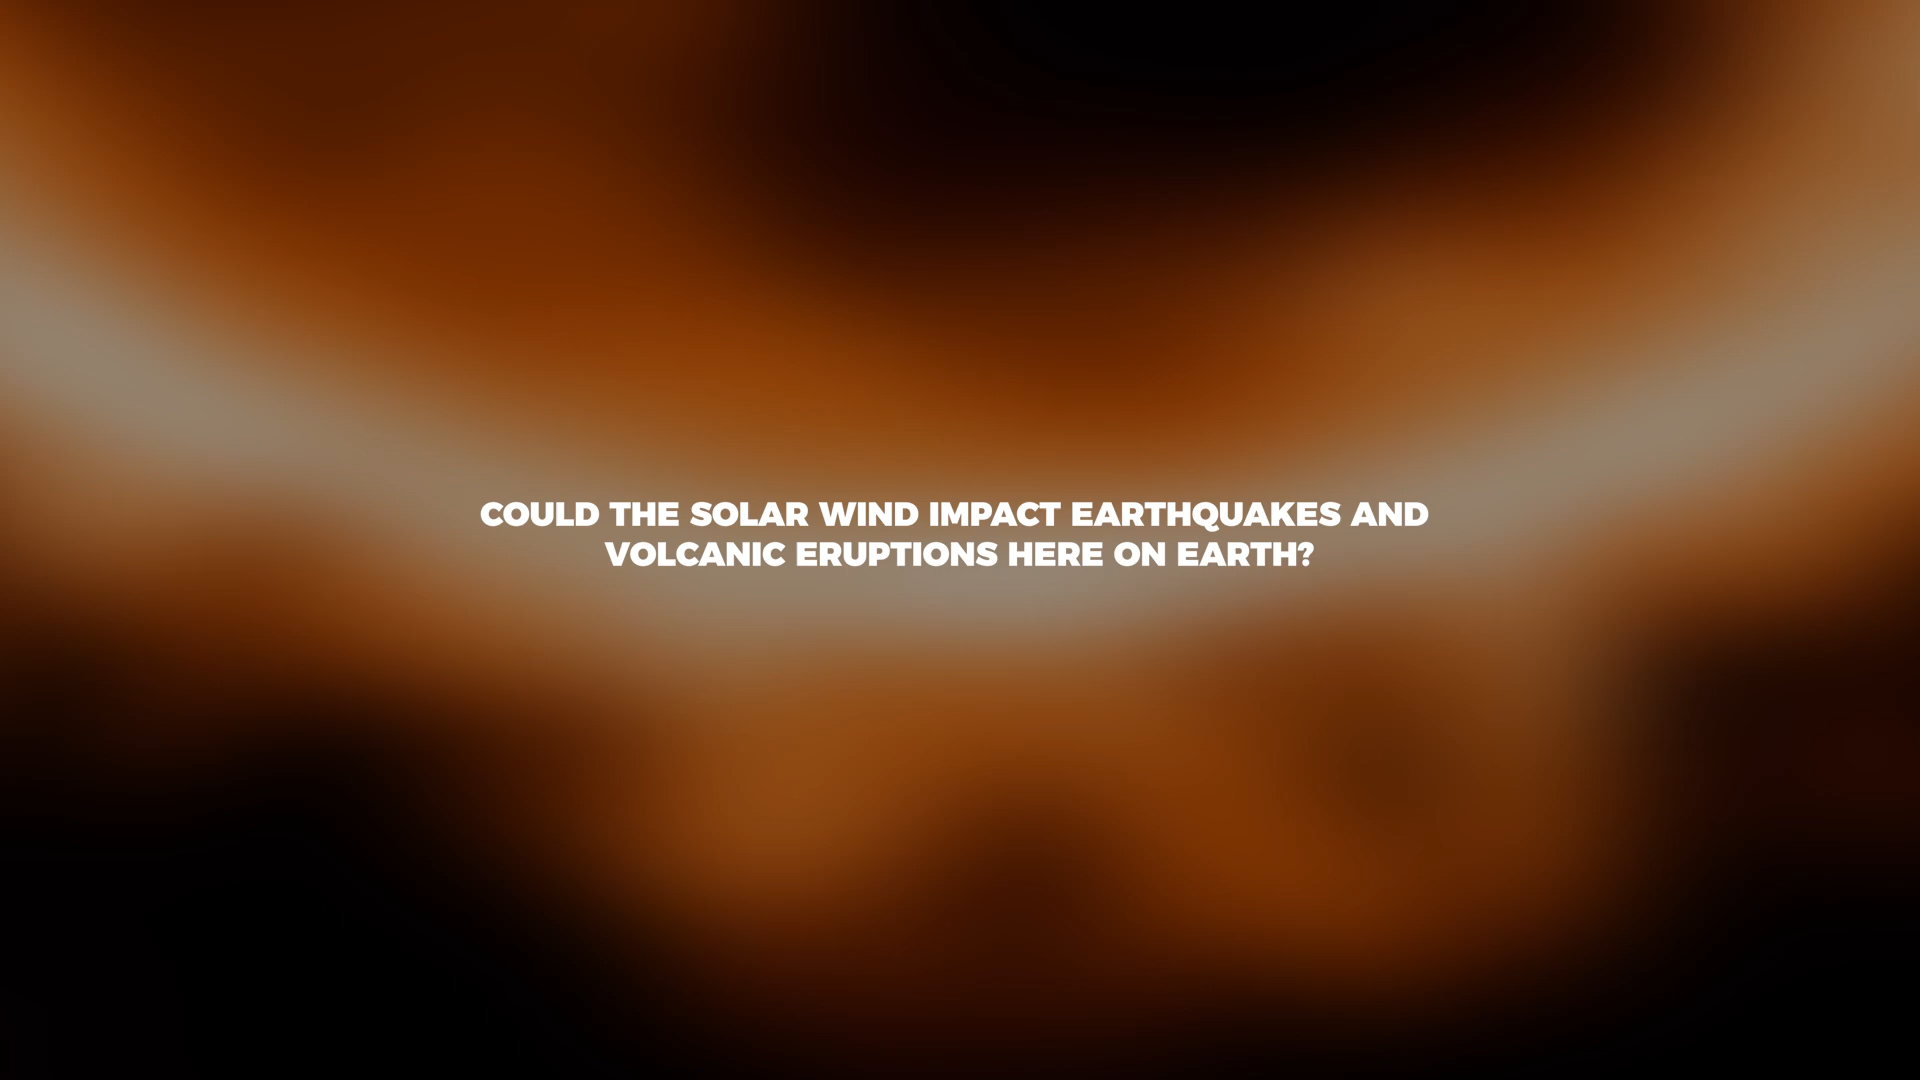 COULD THE SOLAR WIND IMPACT EARTHQUAKES AND
VOLCANIC ERUPTIONS HERE ON EARTH?